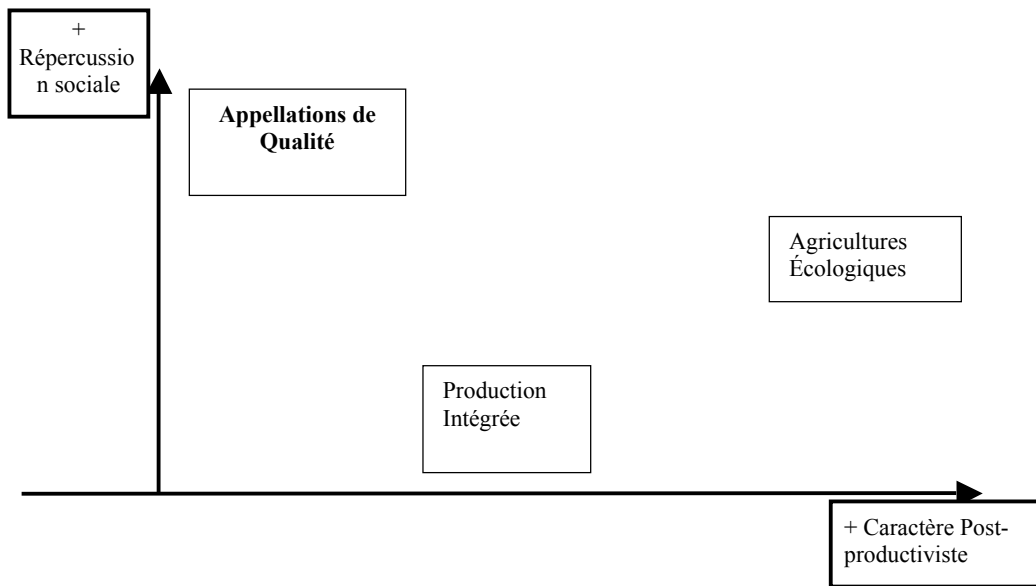 +
Répercussio
n sociale
Appellations de
Qualité
Agricultures
Écologiques
Production
Intégrée
+ Caractère Post-
productiviste